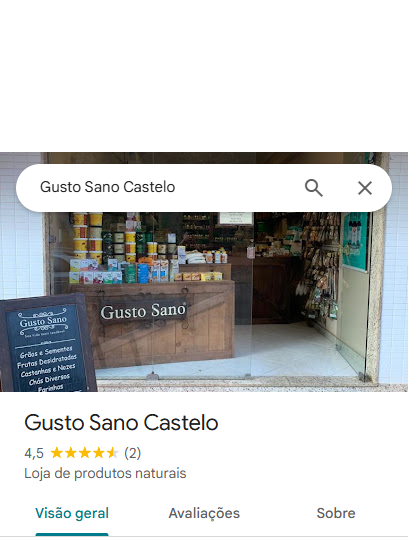 Gusto Sano Castelo
Gusto Sano
Gusto Sano
Grãos e Sementes
Frutas Desidratadas
Castanhas e Nozes
Chás Diversos
Farinhas
Gusto Sano Castelo
4,5 (2)
Loja de produtos naturais
Visão geral Avaliações Sobre